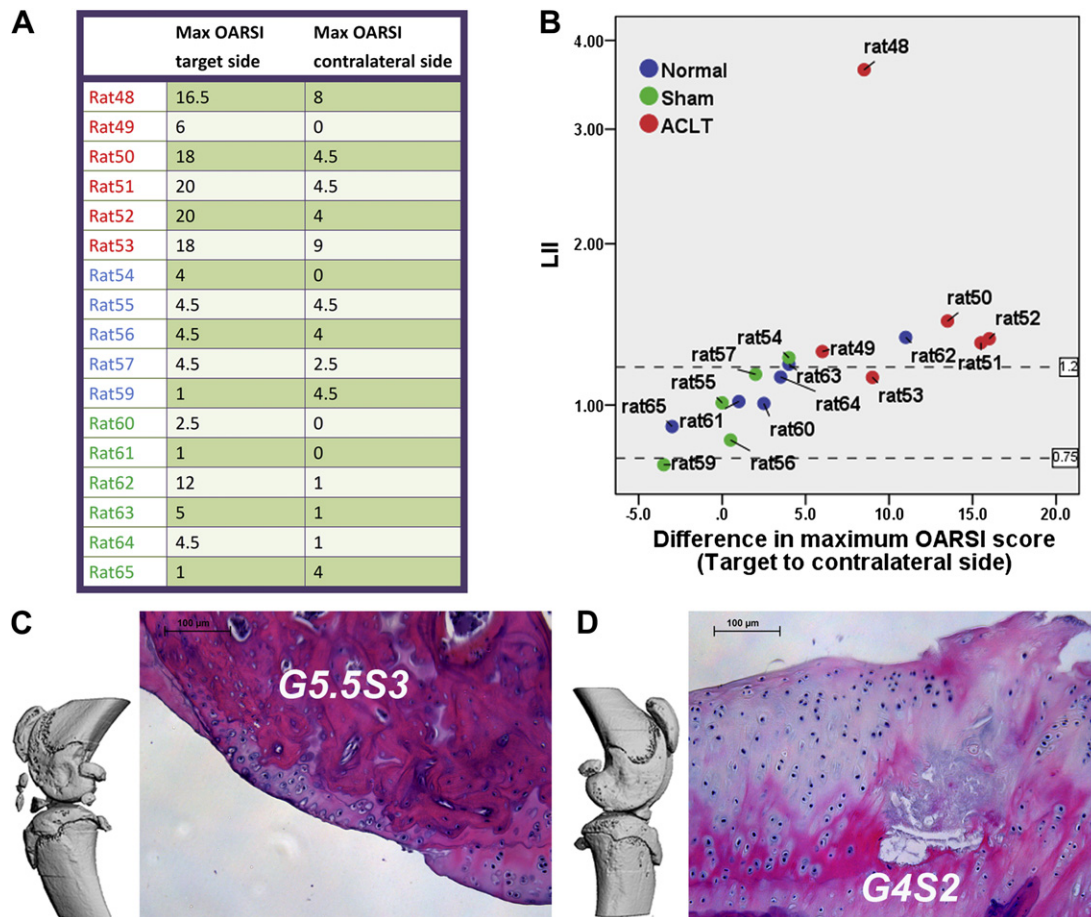 A
Max OARSI target side | Max OARSI contralateral side
Rat48 16.5 8
Rat49 6 0
Rat50 18 4.5
Rat51 20 4.5
Rat52 20 4
Rat53 18 9
Rat54 4 0
Rat55 4.5 4.5
Rat56 4.5 4
Rat57 4.5 2.5
Rat59 1 4.5
Rat60 2.5 0
Rat61 1 0
Rat62 12 1
Rat63 5 1
Rat64 4.5 1
Rat65 1 4
B
4.00
3.00
2.00
1.00
LII
Normal
Sham
ACLT
rat48
rat50
rat52
rat54
rat49
rat62
rat51
rat57
rat63
1.2
rat55
rat64
rat53
rat65
rat61
rat60
rat59
rat56
0.75
-5.0 .0 5.0 10.0 15.0 20.0
Difference in maximum OARSI score
(Target to contralateral side)
C
100 µm
G5.5S3
D
100 µm
G4S2